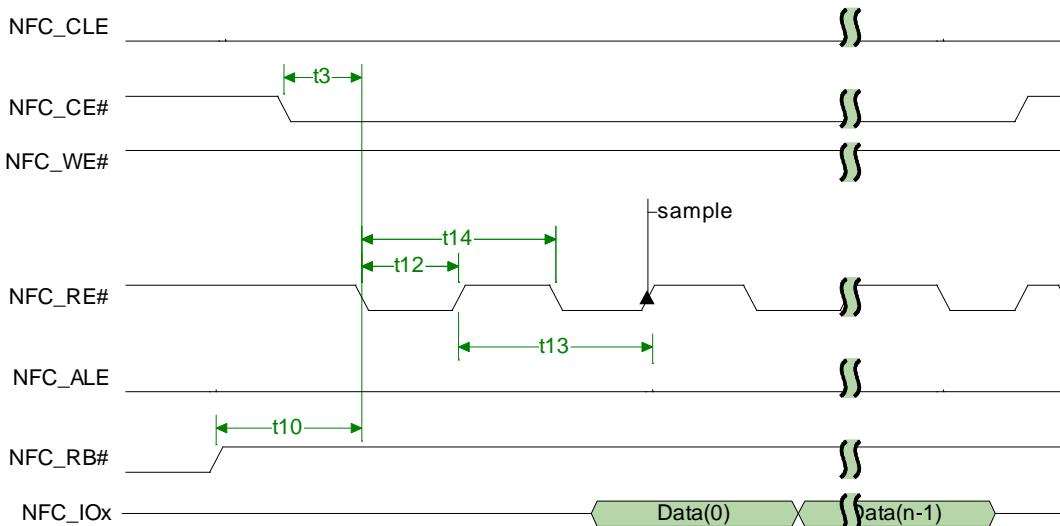 NFC_CLE
t3
NFC_CE#
NFC_WE#
sample
t14
t12
NFC_RE#
t13
NFC_ALE
t10
NFC_RB#
NFC_IOx Data(0) Data(n-1)